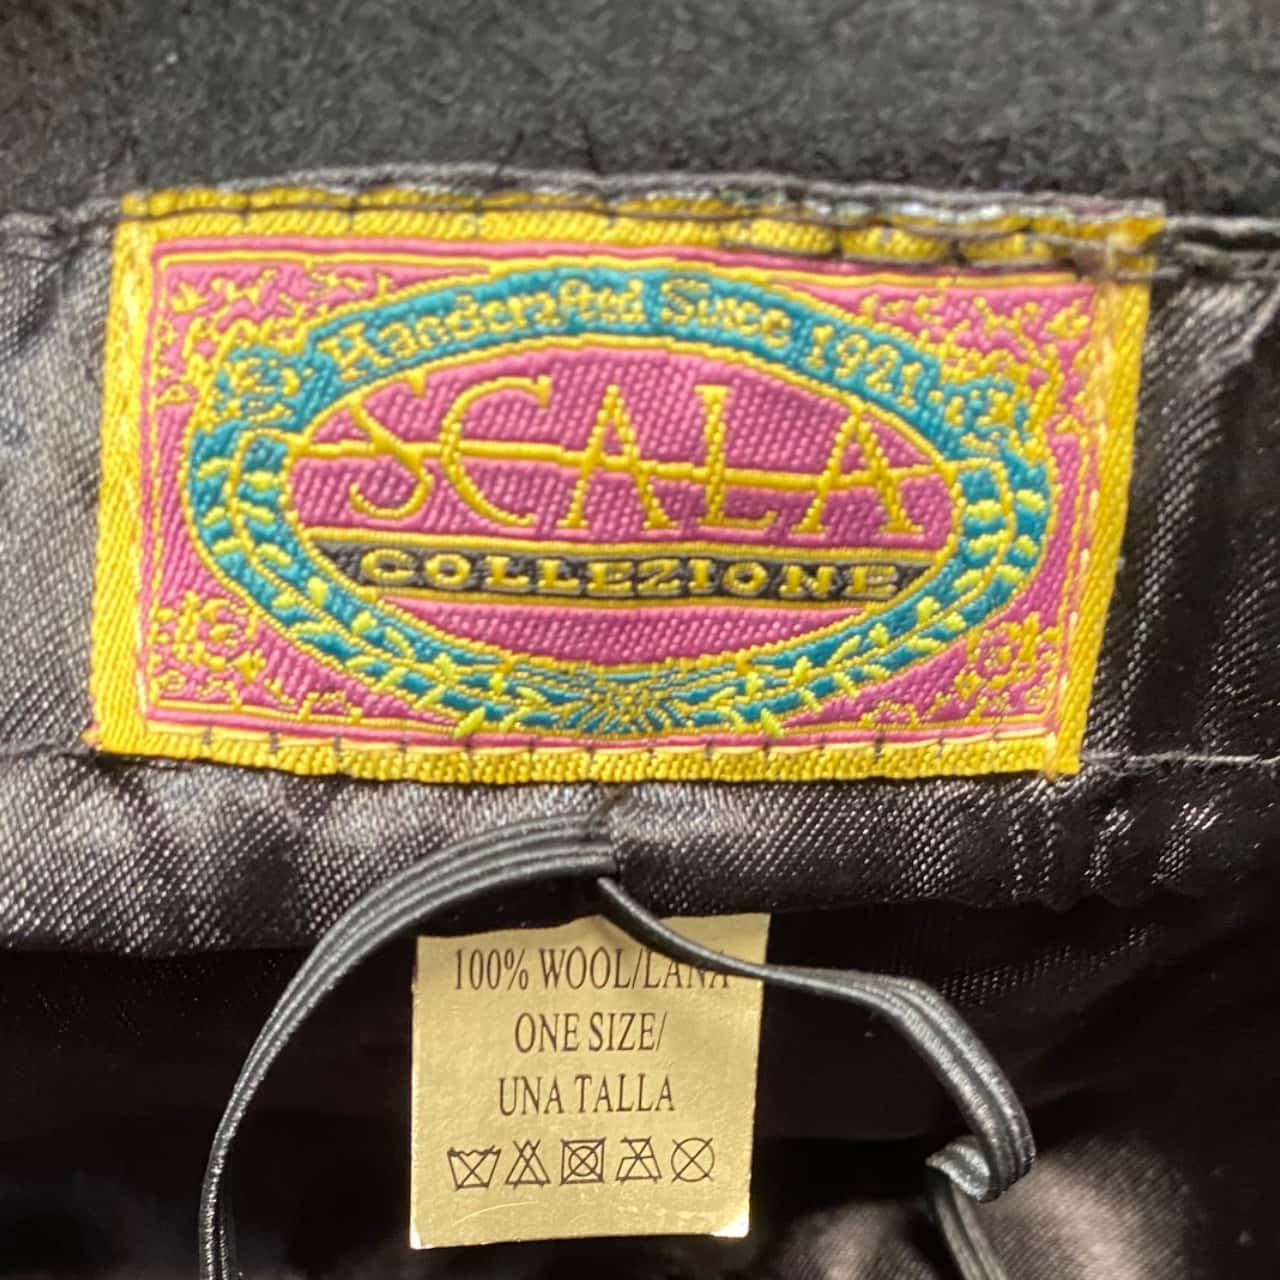 Handcrafted Since 1921
SCALA
COLLEZIONE
100% WOOL/LANA
ONE SIZE/
UNA TALLA